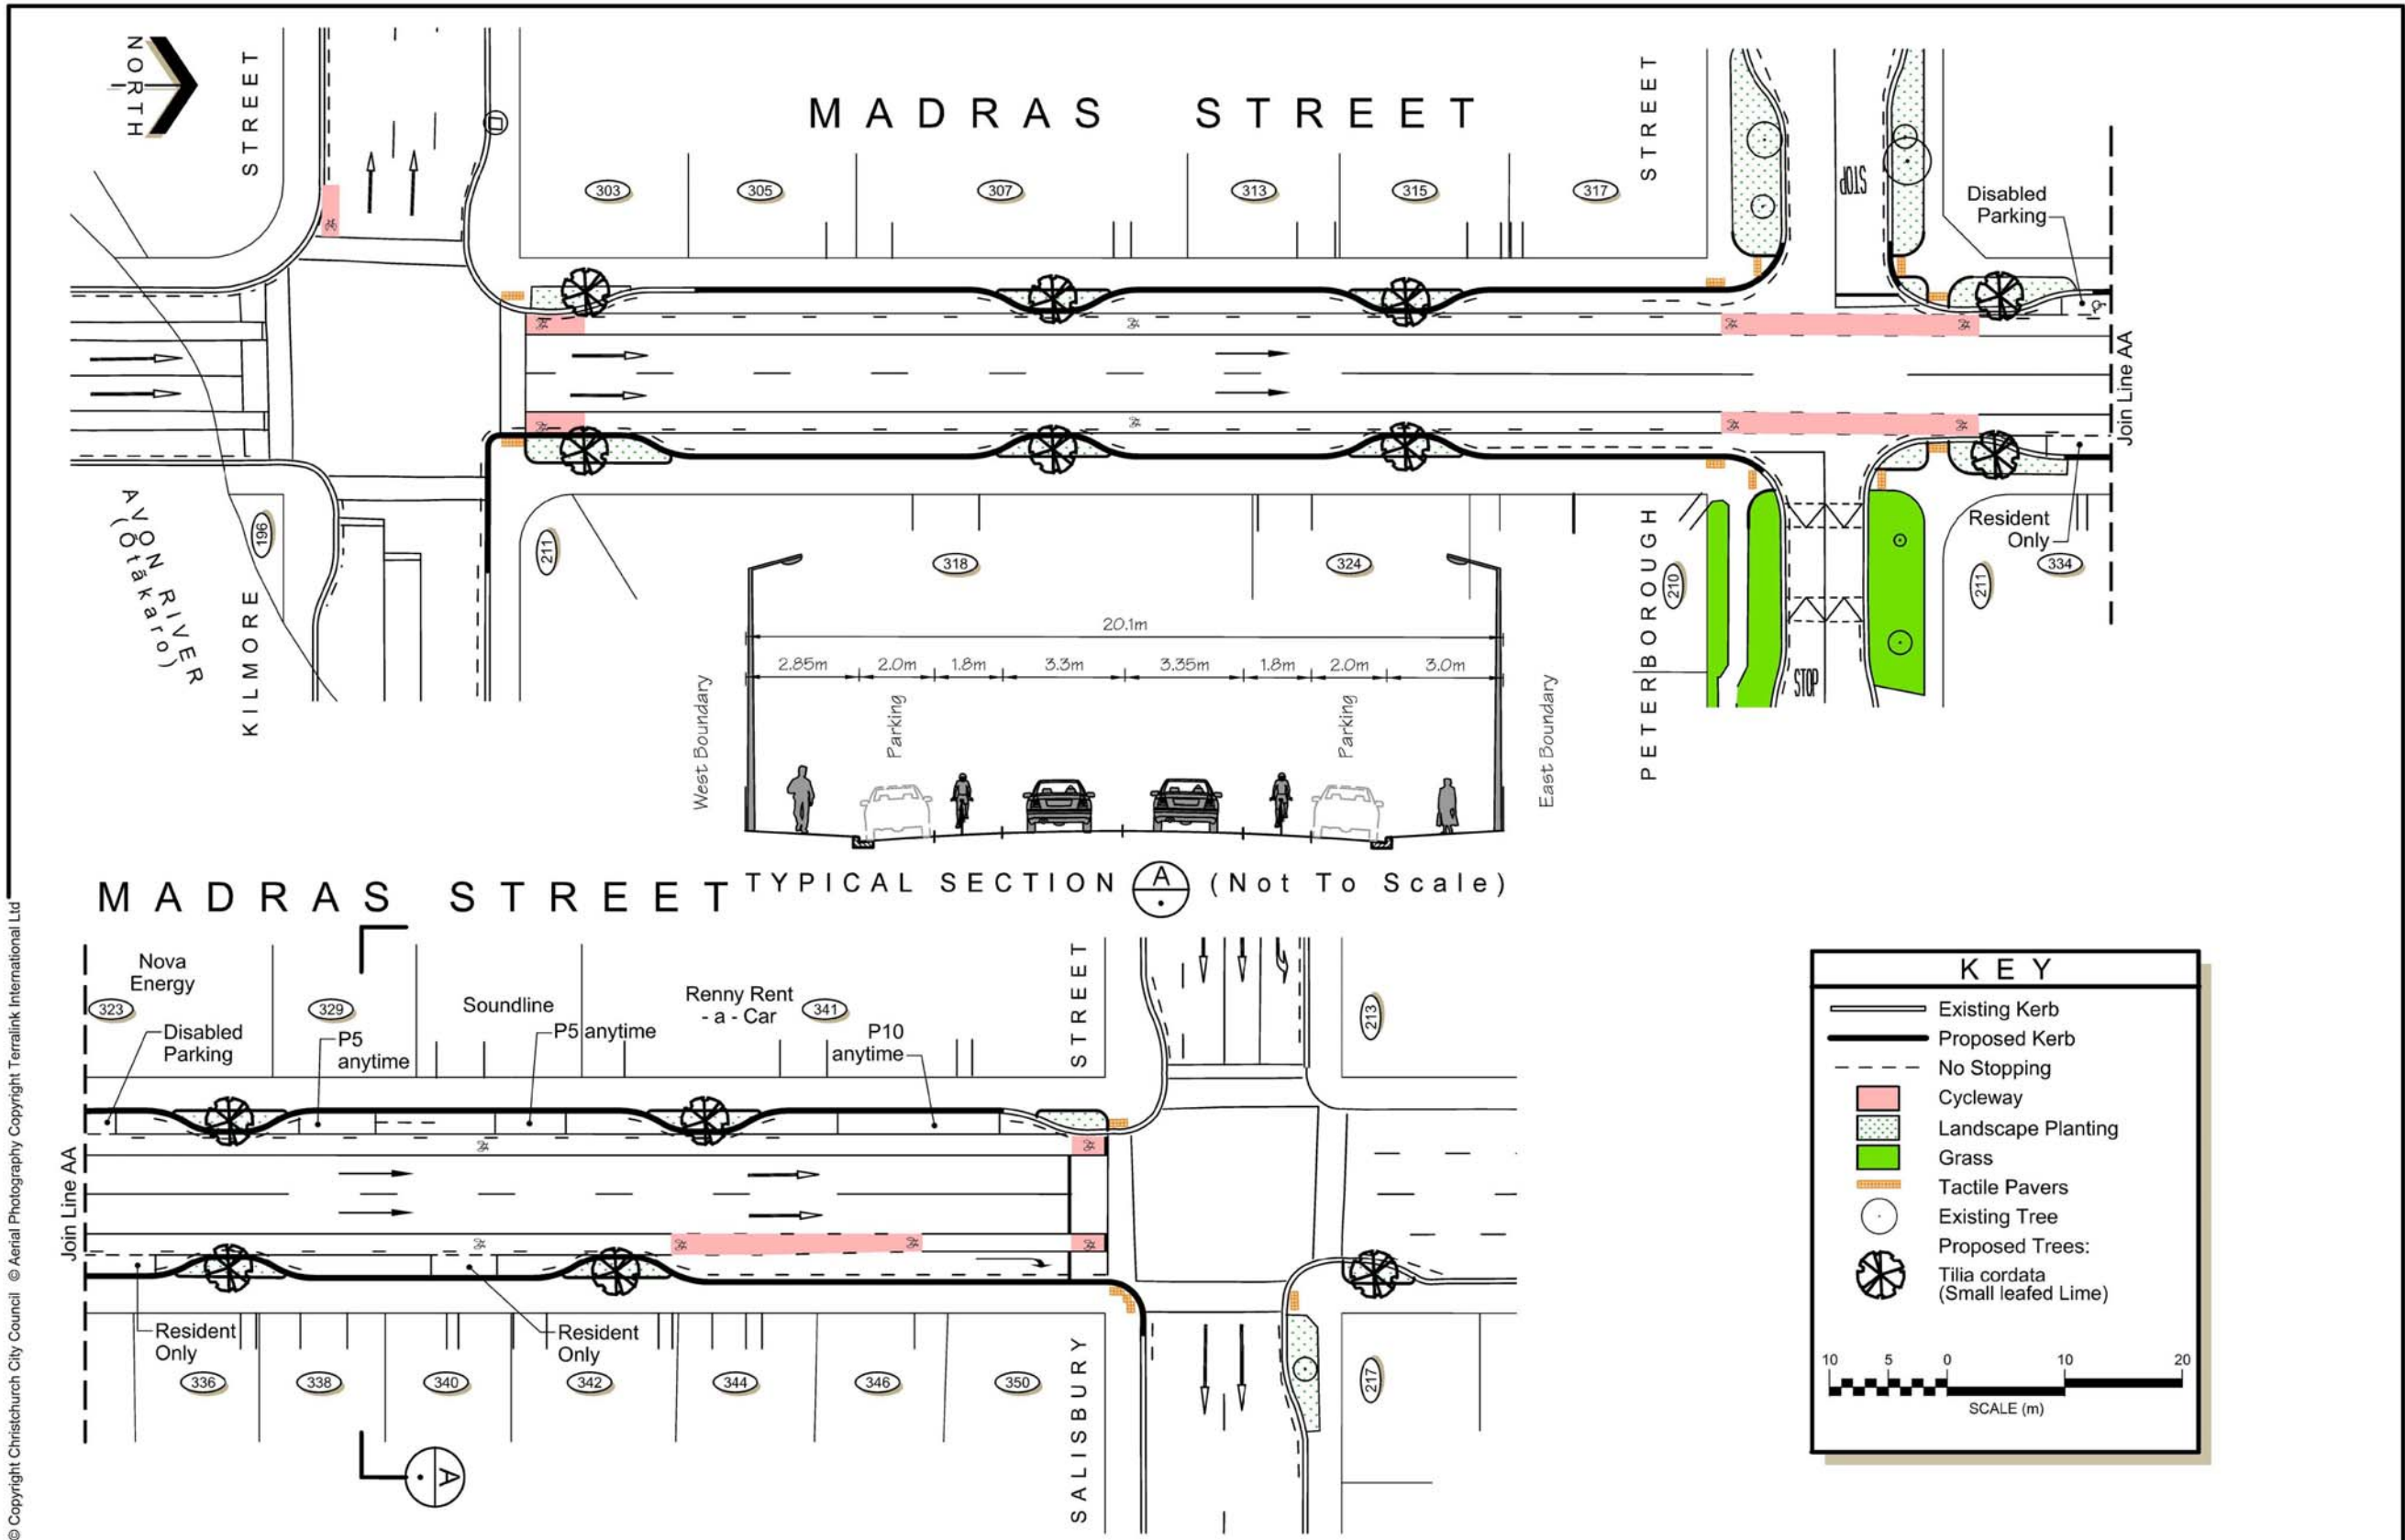 NORTH
STREET
MADRAS STREET
STREET
303
305
307
313
315
317
STOP
Disabled
Parking
Join Line AA
AVON RIVER
(Ōtākaro)
196
KILMORE
211
318
324
PETERBOROUGH
210
STOP
211
Resident
Only
334
20.1m
2.85m 2.0m 1.8m 3.3m 3.35m 1.8m 2.0m 3.0m
West Boundary
Parking
Parking
East Boundary
TYPICAL SECTION A (Not To Scale)
MADRAS STREET
Nova
Energy
323
Disabled
Parking
329
P5
anytime
Soundline
P5 anytime
Renny Rent
- a - Car
341
P10
anytime
STREET
213
Join Line AA
Resident
Only
Resident
Only
336
338
340
342
344
346
350
SALISBURY
217
A
KEY
Existing Kerb
Proposed Kerb
No Stopping
Cycleway
Landscape Planting
Grass
Tactile Pavers
Existing Tree
Proposed Trees:
Tilia cordata
(Small leafed Lime)
10 5 0 10 20
SCALE (m)
© Copyright Christchurch City Council © Aerial Photography Copyright Terralink International Ltd